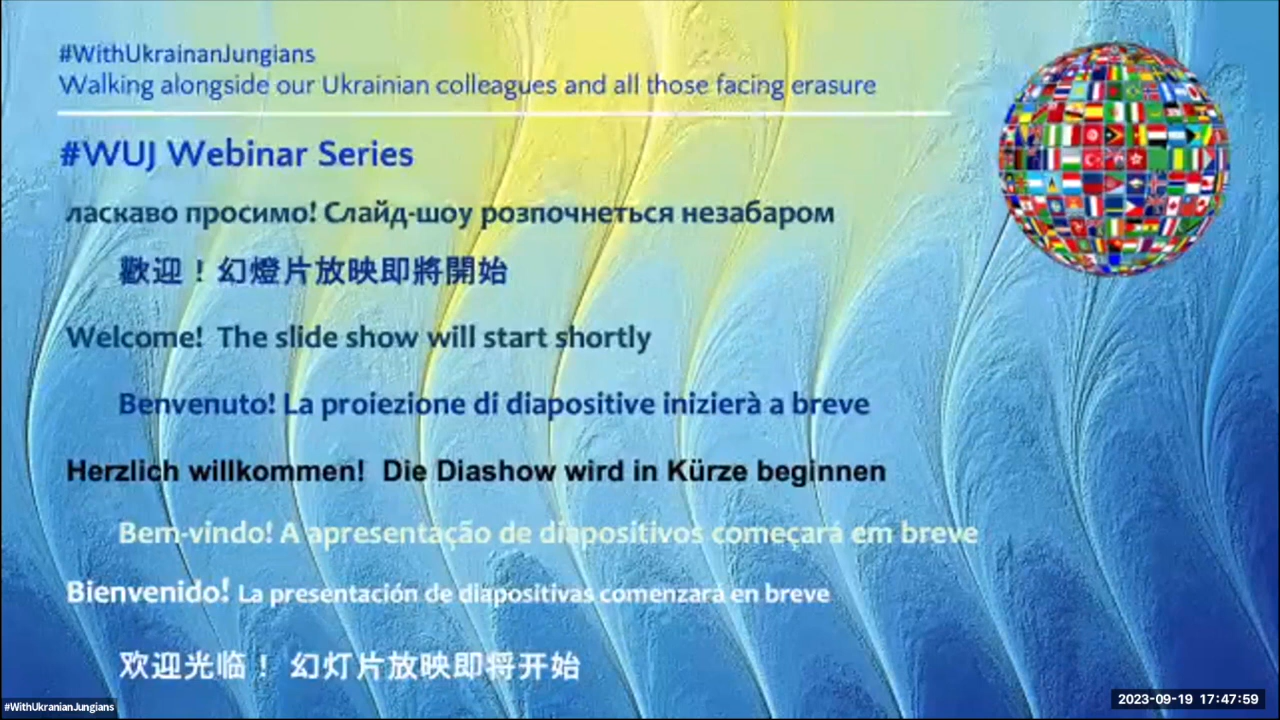 #WithUkrainanJungians
Walking alongside our Ukrainian colleagues and all those facing erasure
#WUJ Webinar Series
ласкаво просимо! Слайд-шоу розпочнеться незабаром
歡迎！幻燈片放映即將開始
Welcome! The slide show will start shortly
Benvenuto! La proiezione di diapositive inizierà a breve
Herzlich willkommen! Die Diashow wird in Kürze beginnen
Bem-vindo! A apresentação de diapositivos começará em breve
Bienvenido! La presentación de diapositivas comenzará en breve
欢迎光临！ 幻灯片放映即将开始
#WithUkranianJungians
2023-09-19 17:47:59